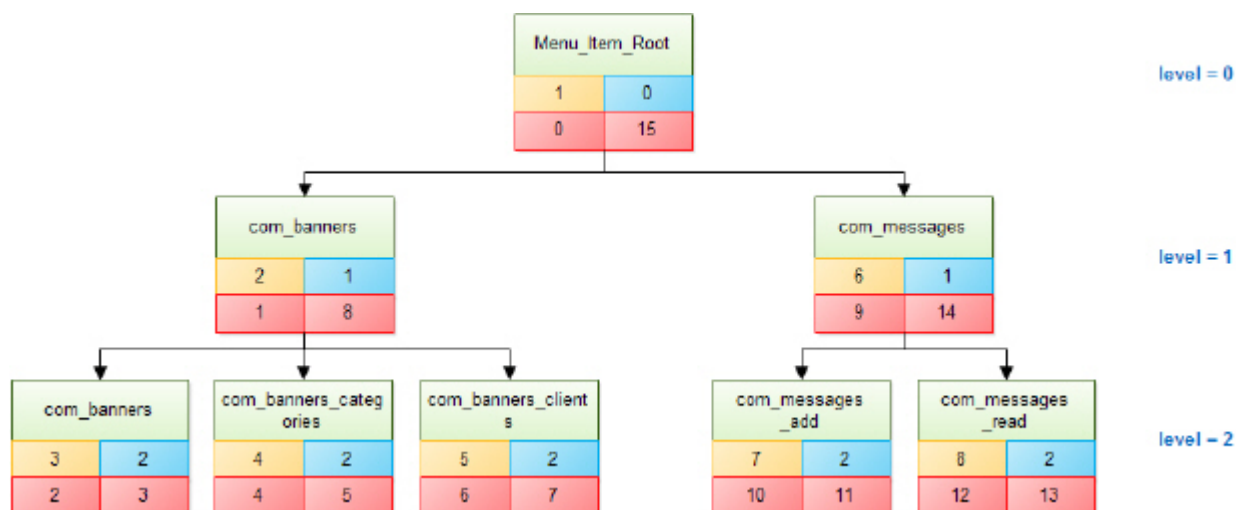 Menu_Item_Root
level = 0
1 0
0 15
com_banners com_messages
level = 1
2 1 6 1
1 8 9 14
com_banners com_banners_categ com_banners_client com_messages com_messages
ories s _add _read
level = 2
3 2 4 2 5 2 7 2 8 2
2 3 4 5 6 7 10 11 12 13